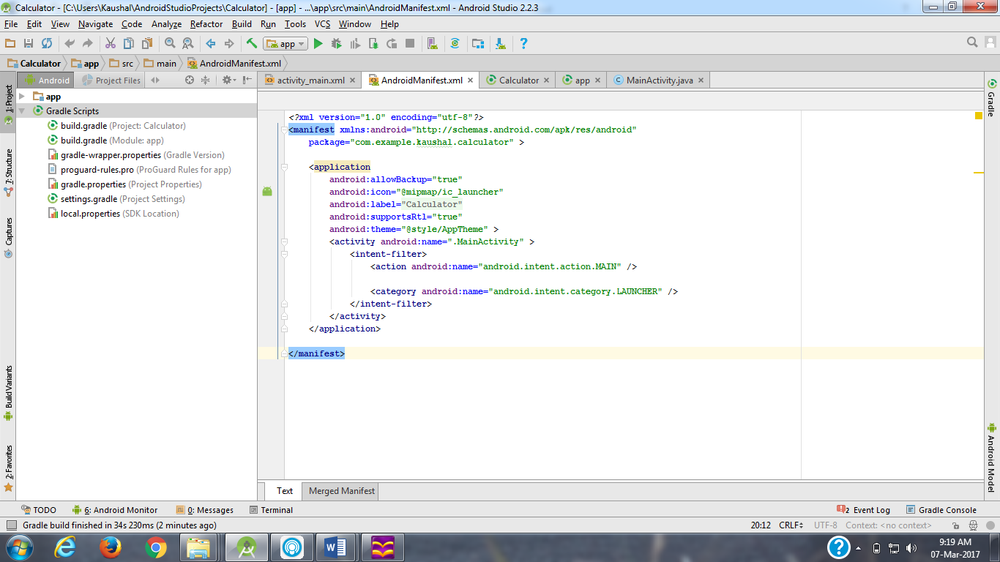 Calculator - [C:\Users\Kaushal\AndroidStudioProjects\Calculator] - [app] - ...\app\src\main\AndroidManifest.xml - Android Studio 2.2.3
File Edit View Navigate Code Analyze Refactor Build Run Tools VCS Window Help
app
Calculator app src main AndroidManifest.xml
Android Project Files
activity_main.xml AndroidManifest.xml Calculator app MainActivity.java
1: Project
7: Structure
Captures
Build Variants
2: Favorites
app
Gradle Scripts
build.gradle (Project: Calculator)
build.gradle (Module: app)
gradle-wrapper.properties (Gradle Version)
proguard-rules.pro (ProGuard Rules for app)
gradle.properties (Project Properties)
settings.gradle (Project Settings)
local.properties (SDK Location)
<?xml version="1.0" encoding="utf-8"?>
<manifest xmlns:android="http://schemas.android.com/apk/res/android"
package="com.example.kaushal.calculator" >
<application
android:allowBackup="true"
android:icon="@mipmap/ic_launcher"
android:label="Calculator"
android:supportsRtl="true"
android:theme="@style/AppTheme" >
<activity android:name=".MainActivity" >
<intent-filter>
<action android:name="android.intent.action.MAIN" />
<category android:name="android.intent.category.LAUNCHER" />
</intent-filter>
</activity>
</application>
</manifest>
Gradle
Android Model
Text Merged Manifest
TODO 6: Android Monitor 0: Messages Terminal 2 Event Log Gradle Console
Gradle build finished in 34s 230ms (2 minutes ago) 20:12 CRLF UTF-8 Context: <no context>
9:19 AM
07-Mar-2017